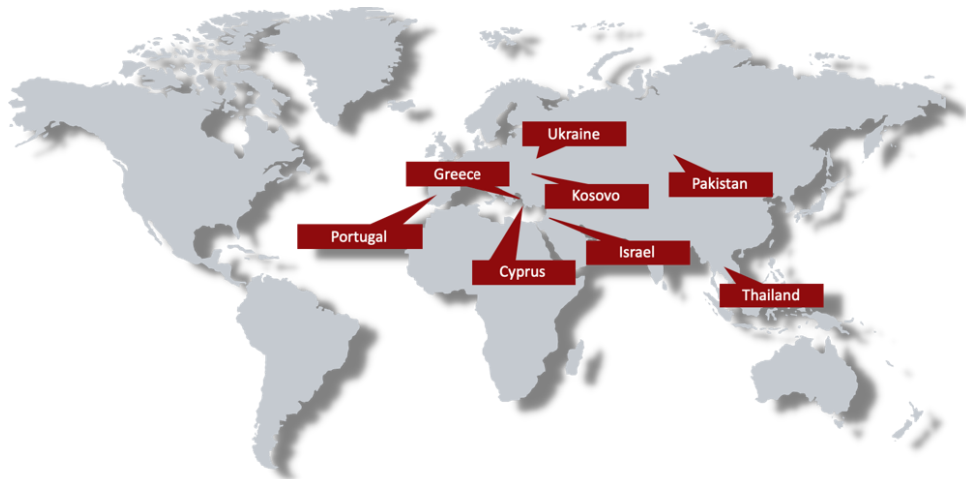 Ukraine
Greece
Pakistan
Kosovo
Portugal
Israel
Cyprus
Thailand